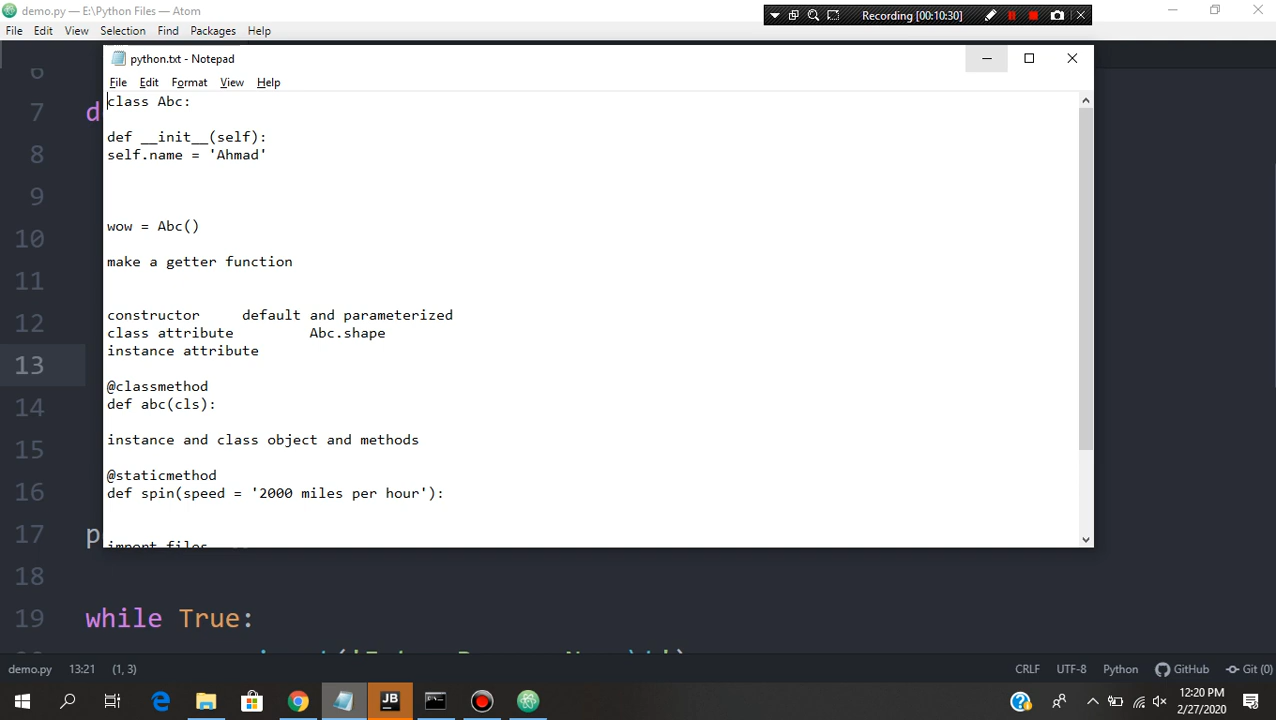 demo.py — E:\Python Files — Atom
Recording [00:10:30]
File Edit View Selection Find Packages Help
python.txt - Notepad
File Edit Format View Help
class Abc:
def __init__(self):
self.name = 'Ahmad'
wow = Abc()
make a getter function
constructor default and parameterized
class attribute Abc.shape
instance attribute
@classmethod
def abc(cls):
instance and class object and methods
@staticmethod
def spin(speed = '2000 miles per hour'):
import files
6
7 d
8
9
10
11
12
13
14
15
16
17 p
18
19 while True:
demo.py 13:21 (1, 3) CRLF UTF-8 Python GitHub Git (0)
JB
12:20 PM
2/27/2020